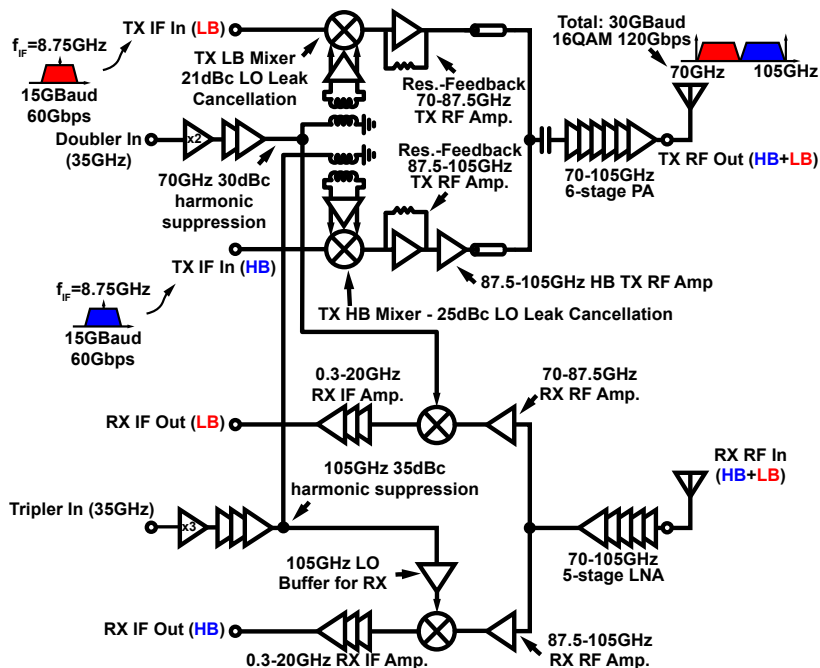 TX IF In (LB)
fIF=8.75GHz
15GBaud
60Gbps
TX LB Mixer
21dBc LO Leak
Cancellation
Res.-Feedback
70-87.5GHz
TX RF Amp.
Total: 30GBaud
16QAM 120Gbps
70GHz
105GHz
Doubler In
(35GHz)
x2
70GHz 30dBc
harmonic
suppression
Res.-Feedback
87.5-105GHz
TX RF Amp.
70-105GHz
6-stage PA
TX RF Out (HB+LB)
TX IF In (HB)
fIF=8.75GHz
15GBaud
60Gbps
87.5-105GHz HB TX RF Amp
TX HB Mixer - 25dBc LO Leak Cancellation
0.3-20GHz
RX IF Amp.
70-87.5GHz
RX RF Amp.
RX IF Out (LB)
RX RF In
(HB+LB)
105GHz 35dBc
harmonic suppression
Tripler In (35GHz)
x3
70-105GHz
5-stage LNA
105GHz LO
Buffer for RX
RX IF Out (HB)
0.3-20GHz RX IF Amp.
87.5-105GHz
RX RF Amp.